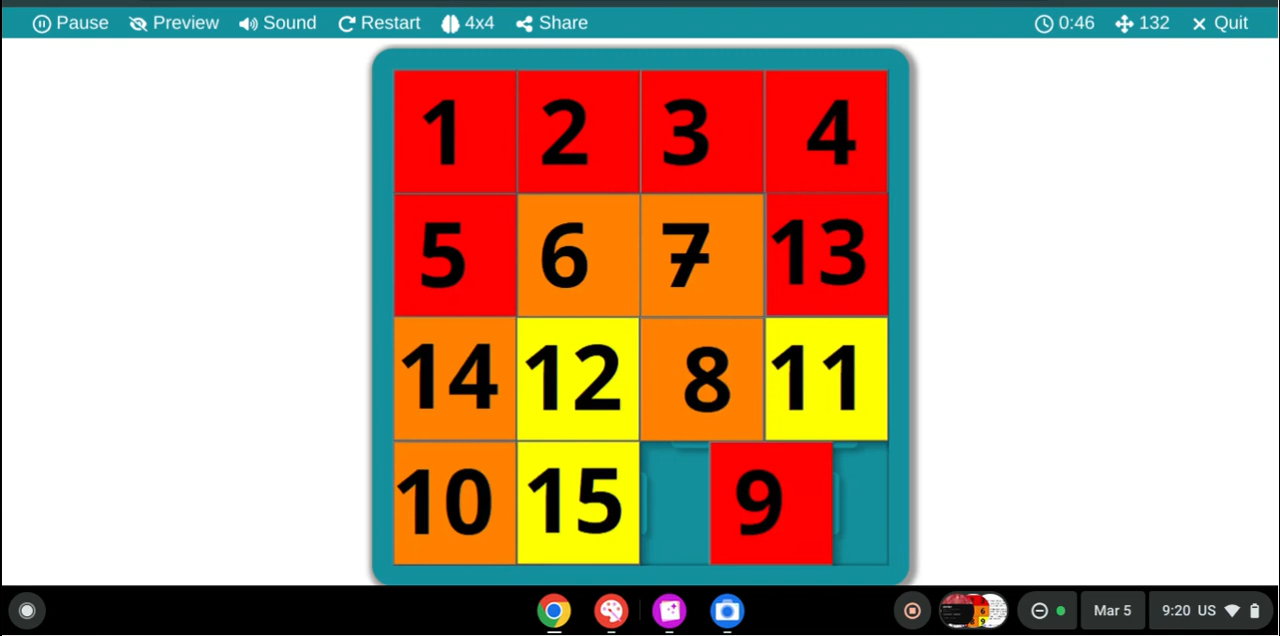 Pause Preview Sound Restart 4x4 Share 0:46 132 Quit
1 2 3 4
5 6 7 13
14 12 8 11
10 15 9
Mar 5 9:20 US